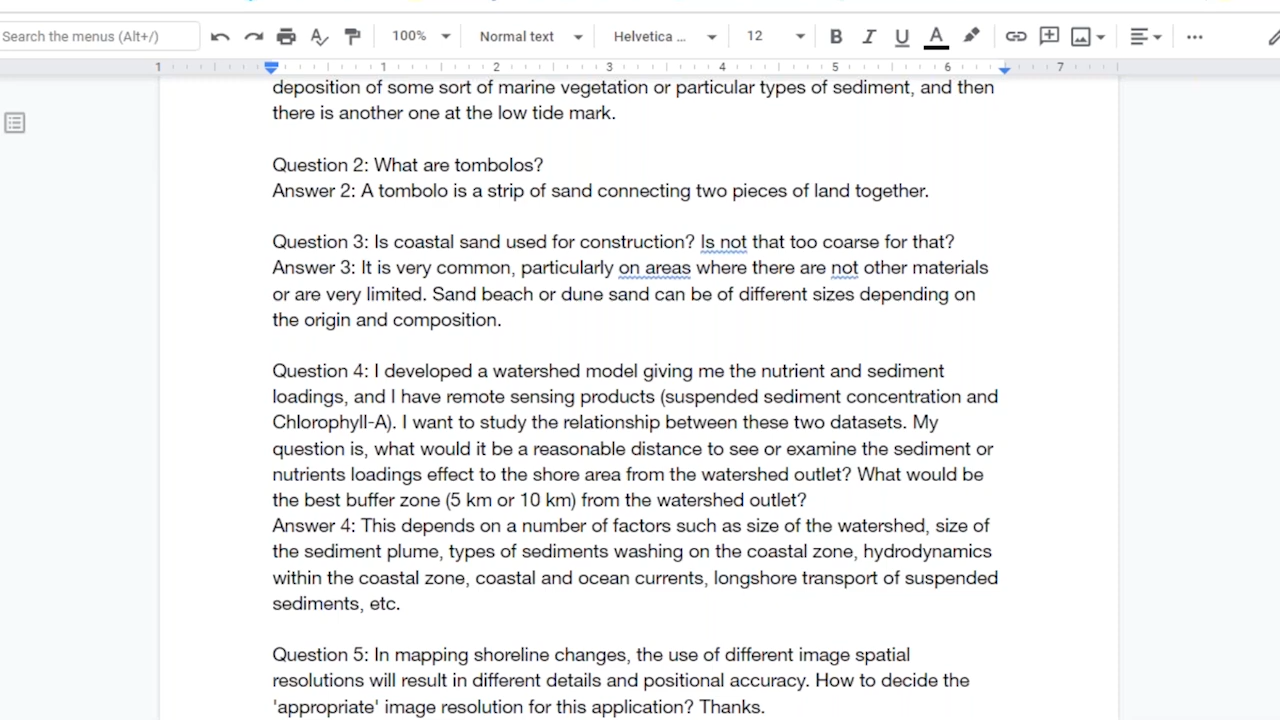 Search the menus (Alt+/)
100%
Normal text
Helvetica ...
12
B I U A
1 1 2 3 4 5 6 7
deposition of some sort of marine vegetation or particular types of sediment, and then
there is another one at the low tide mark.
Question 2: What are tombolos?
Answer 2: A tombolo is a strip of sand connecting two pieces of land together.
Question 3: Is coastal sand used for construction? Is not that too coarse for that?
Answer 3: It is very common, particularly on areas where there are not other materials
or are very limited. Sand beach or dune sand can be of different sizes depending on
the origin and composition.
Question 4: I developed a watershed model giving me the nutrient and sediment
loadings, and I have remote sensing products (suspended sediment concentration and
Chlorophyll-A). I want to study the relationship between these two datasets. My
question is, what would it be a reasonable distance to see or examine the sediment or
nutrients loadings effect to the shore area from the watershed outlet? What would be
the best buffer zone (5 km or 10 km) from the watershed outlet?
Answer 4: This depends on a number of factors such as size of the watershed, size of
the sediment plume, types of sediments washing on the coastal zone, hydrodynamics
within the coastal zone, coastal and ocean currents, longshore transport of suspended
sediments, etc.
Question 5: In mapping shoreline changes, the use of different image spatial
resolutions will result in different details and positional accuracy. How to decide the
'appropriate' image resolution for this application? Thanks.